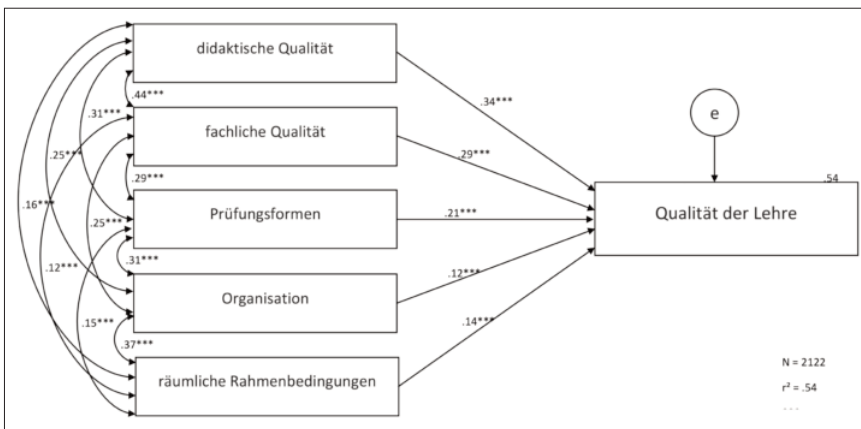 didaktische Qualität
.44***
.34***
.31***
fachliche Qualität
e
.29***
.25***
.29***
.54
.16***
Prüfungsformen
.21***
Qualität der Lehre
.25***
.31***
.12***
.12***
Organisation
.15***
.14***
.37***
räumliche Rahmenbedingungen
N = 2122
r² = .54